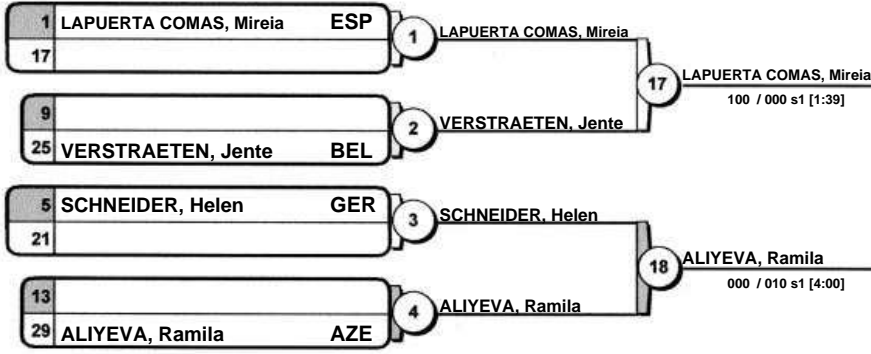 1 LAPUERTA COMAS, Mireia ESP
17
1 LAPUERTA COMAS, Mireia
9
25 VERSTRAETEN, Jente BEL
2 VERSTRAETEN, Jente
17 LAPUERTA COMAS, Mireia
100 / 000 s1 [1:39]
5 SCHNEIDER, Helen GER
21
3 SCHNEIDER, Helen
13
29 ALIYEVA, Ramila AZE
4 ALIYEVA, Ramila
18 ALIYEVA, Ramila
000 / 010 s1 [4:00]